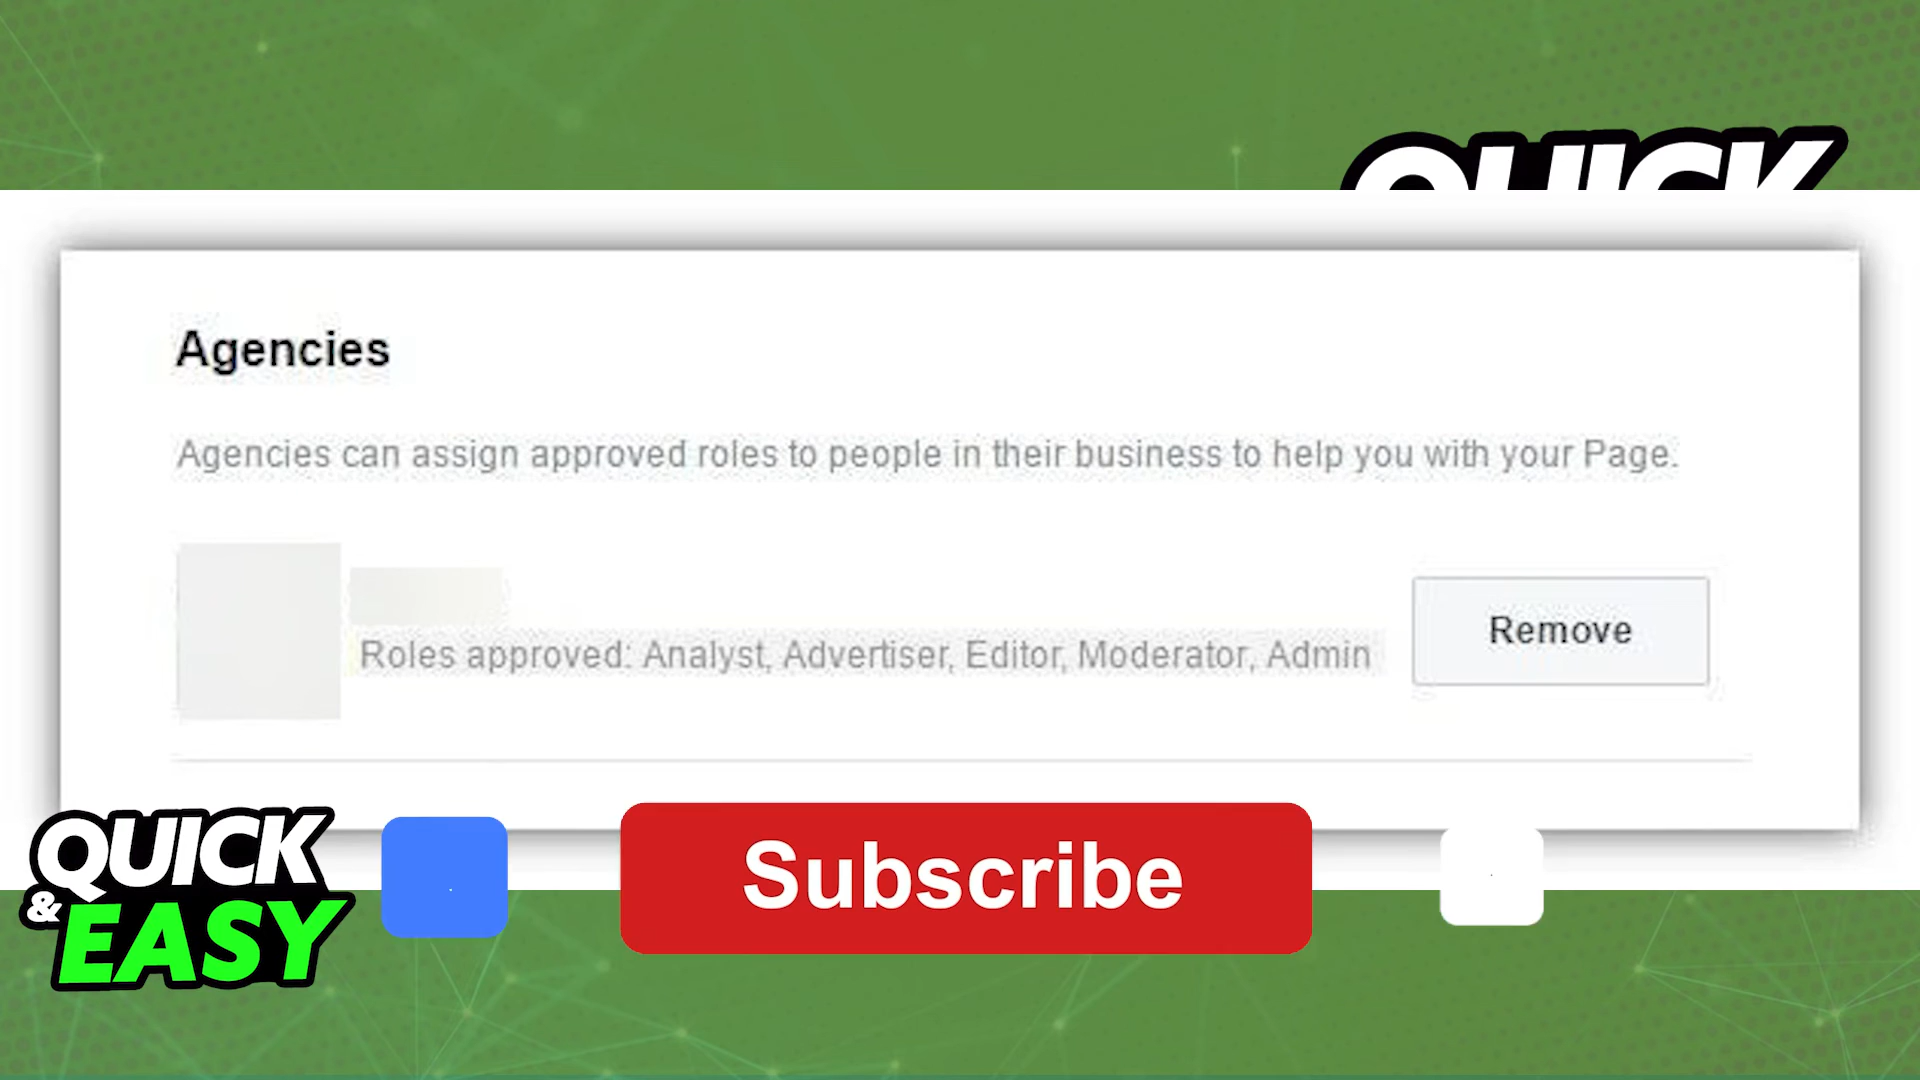 QUICK
Agencies
Agencies can assign approved roles to people in their business to help you with your Page.
Roles approved: Analyst, Advertiser, Editor, Moderator, Admin
Remove
QUICK
& EASY
Subscribe